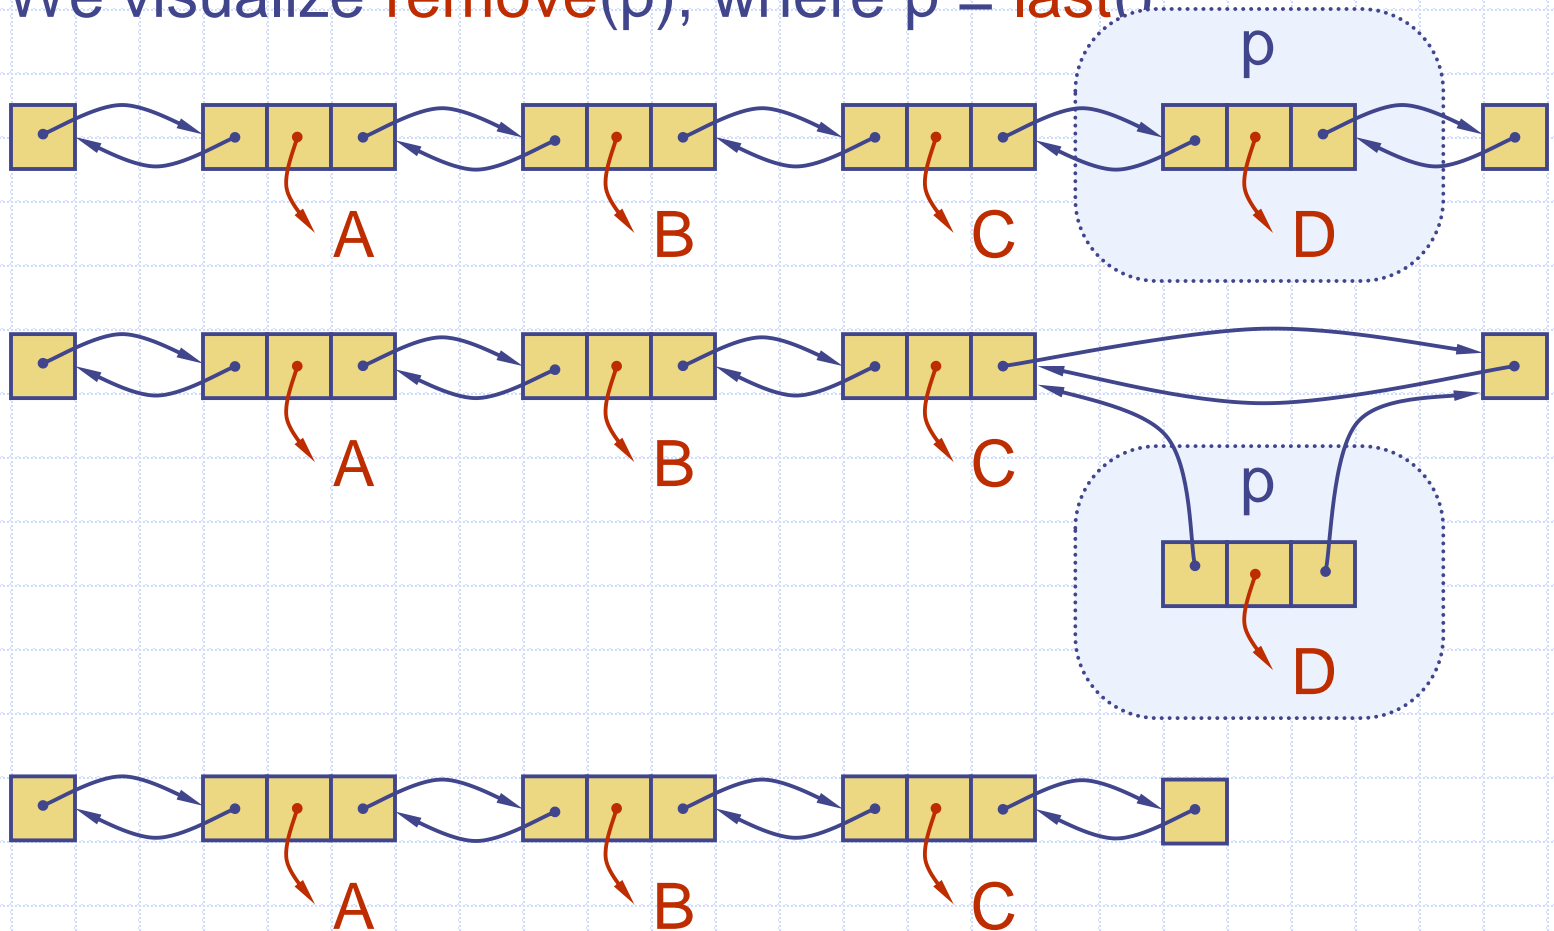 We visualize remove(p), where p = last()
p
A B C D
p
A B C
D
A B C